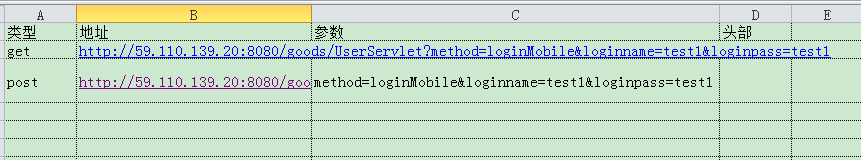 A B C D E
类型 地址 参数 头部
get http://59.110.139.20:8080/goods/UserServlet?method=loginMobile&loginname=test1&loginpass=test1
post http://59.110.139.20:8080/goo method=loginMobile&loginname=test1&loginpass=test1